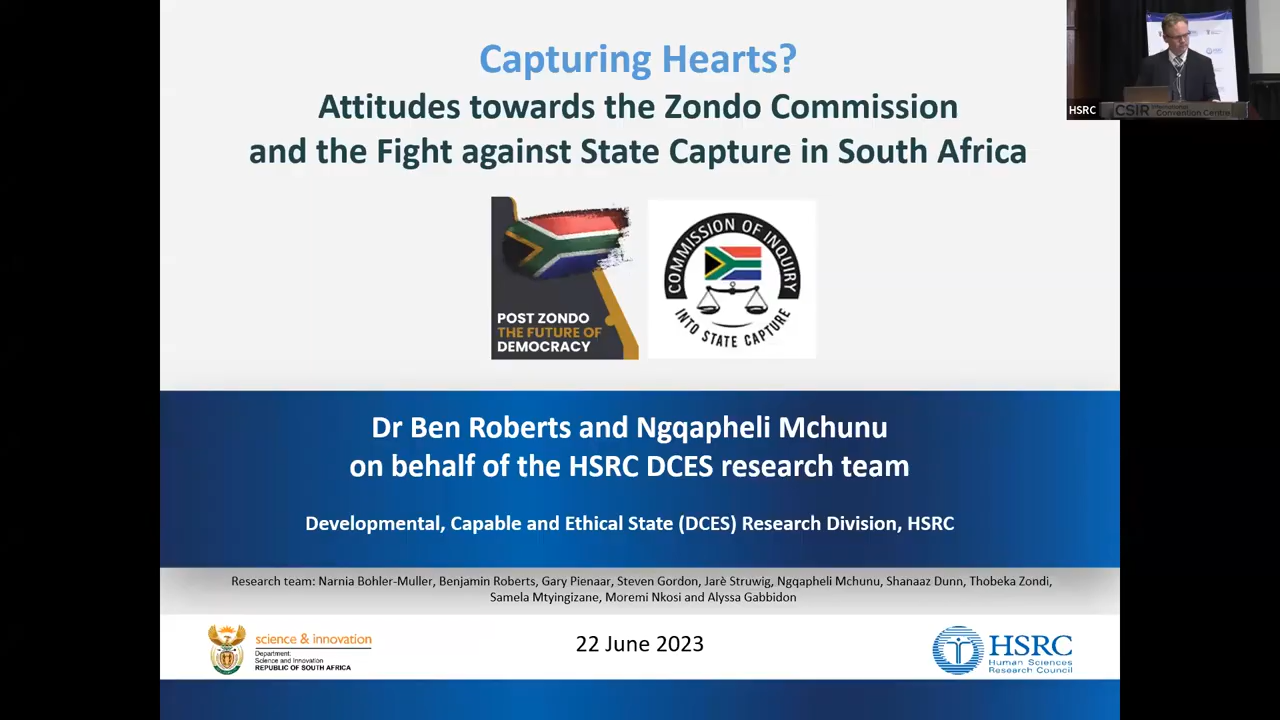 Capturing Hearts?
Attitudes towards the Zondo Commission
and the Fight against State Capture in South Africa
HSRC
CSIR International
Convention Centre
POST ZONDO
THE FUTURE OF
DEMOCRACY
COMMISSION OF INQUIRY
INTO STATE CAPTURE
Dr Ben Roberts and Ngqapheli Mchunu
on behalf of the HSRC DCES research team
Developmental, Capable and Ethical State (DCES) Research Division, HSRC
Research team: Narnia Bohler-Muller, Benjamin Roberts, Gary Pienaar, Steven Gordon, Jarè Struwig, Ngqapheli Mchunu, Shanaaz Dunn, Thobeka Zondi,
Samela Mtyingizane, Moremi Nkosi and Alyssa Gabbidon
science & innovation
Department:
Science and Innovation
REPUBLIC OF SOUTH AFRICA
22 June 2023
HSRC
Human Sciences
Research Council